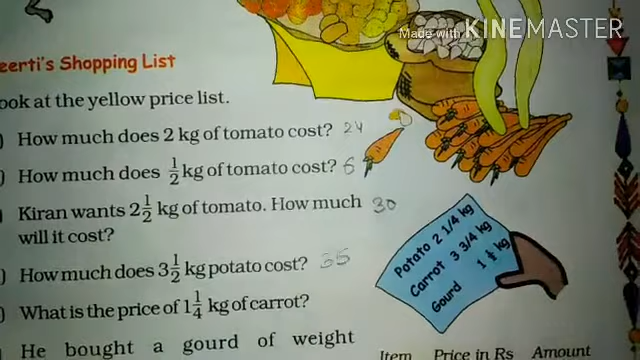 Made with KINEMASTER
eerti's Shopping List
ook at the yellow price list.
) How much does 2 kg of tomato cost? 24
) How much does 1/2 kg of tomato cost? 6
) Kiran wants 2 1/2 kg of tomato. How much 30
will it cost?
) How much does 3 1/2 kg potato cost? 35
) What is the price of 1 1/4 kg of carrot?
) He bought a gourd of weight
Potato 2 1/4 kg
Carrot 3 3/4 kg
Gourd 1 kg
Item Price in Rs Amount